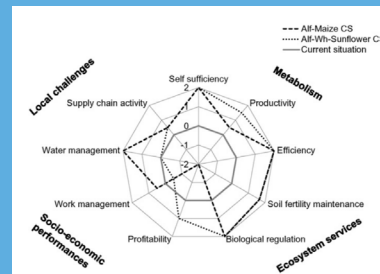 Alf-Maize CS
Alf-Wh-Sunflower C
Current situation
Local challenges
Metabolism
Self sufficiency
2
Supply chain activity
Productivity
0
Water management
-1
Efficiency
-2
Work management
Soil fertility maintenance
Socio-economic
performances
Profitability
Biological regulation
Ecosystem services